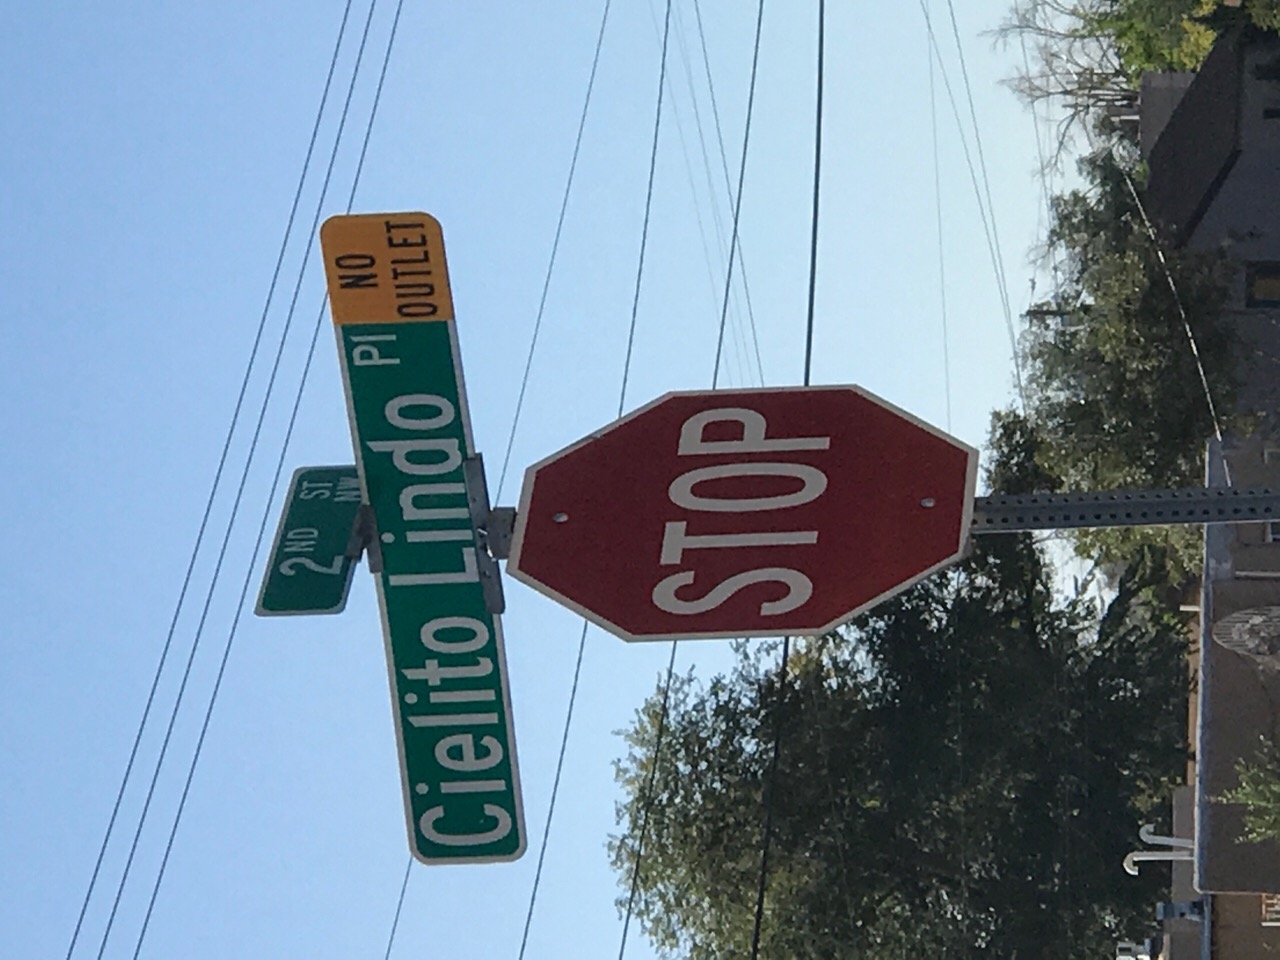 2ND ST
NW
Cielito Lindo Pl
NO
OUTLET
STOP